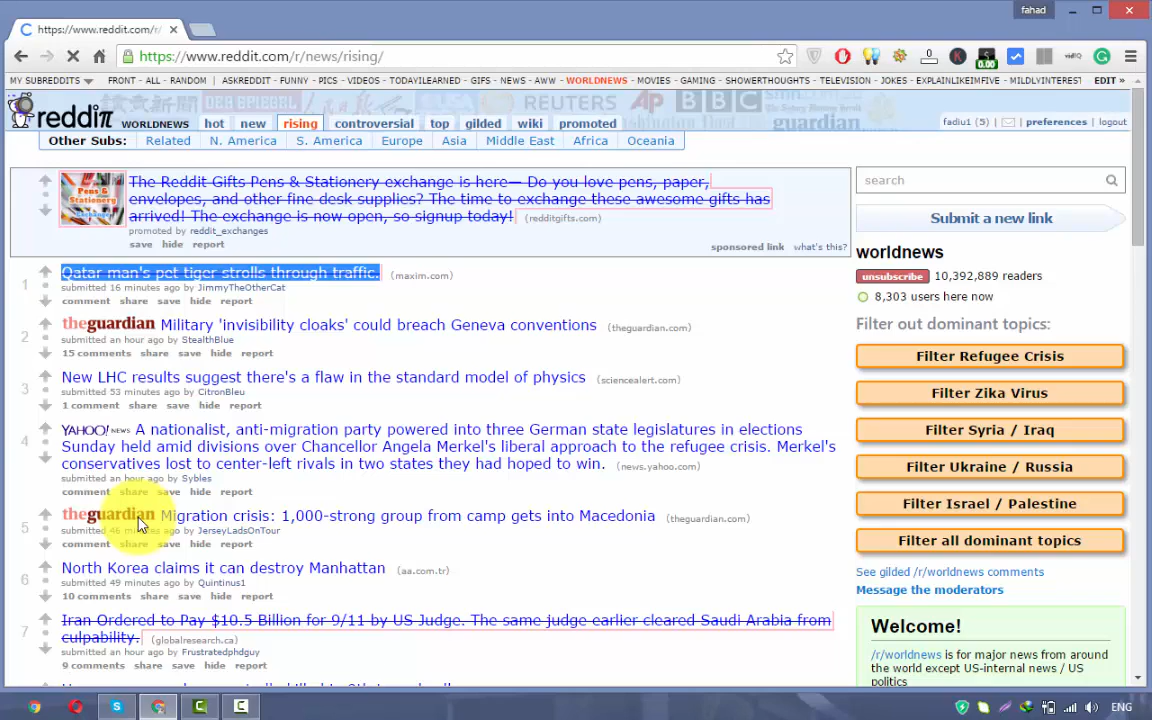 fahad
https://www.reddit.com/r/
https://www.reddit.com/r/news/rising/
MY SUBREDDITS FRONT - ALL - RANDOM | ASKREDDIT - FUNNY - PICS - VIDEOS - TODAYILEARNED - GIFS - NEWS - AWW - WORLDNEWS - MOVIES - GAMING - SHOWERTHOUGHTS - TELEVISION - JOKES - EXPLAINLIKEIMFIVE - MILDLYINTEREST EDIT »
DER SPIEGEL REUTERS AP BBC
reddit WORLDNEWS hot new rising controversial top gilded wiki promoted
guardian
fadiu1 (5) | preferences | logout
Other Subs: Related N. America S. America Europe Asia Middle East Africa Oceania
The Reddit Gifts Pens & Stationery exchange is here— Do you love pens, paper,
envelopes, and other fine desk supplies? The time to exchange these awesome gifts has
arrived! The exchange is now open, so signup today! (redditgifts.com)
Pens & Stationery
promoted by reddit_exchanges
save hide report
sponsored link what's this?
1
Qatar man's pet tiger strolls through traffic. (maxim.com)
submitted 16 minutes ago by JimmyTheOtherCat
comment share save hide report
2
theguardian Military 'invisibility cloaks' could breach Geneva conventions (theguardian.com)
submitted an hour ago by StealthBlue
15 comments share save hide report
3
New LHC results suggest there's a flaw in the standard model of physics (sciencealert.com)
submitted 53 minutes ago by CitronBleu
1 comment share save hide report
4
YAHOO! NEWS A nationalist, anti-migration party powered into three German state legislatures in elections
Sunday held amid divisions over Chancellor Angela Merkel's liberal approach to the refugee crisis. Merkel's
conservatives lost to center-left rivals in two states they had hoped to win. (news.yahoo.com)
submitted an hour ago by Sybles
comment share save hide report
5
theguardian Migration crisis: 1,000-strong group from camp gets into Macedonia (theguardian.com)
submitted 46 minutes ago by JerseyLadsOnTour
comment share save hide report
6
North Korea claims it can destroy Manhattan (aa.com.tr)
submitted 49 minutes ago by Quintinus1
10 comments share save hide report
7
Iran Ordered to Pay $10.5 Billion for 9/11 by US Judge. The same judge earlier cleared Saudi Arabia from
culpability. (globalresearch.ca)
submitted an hour ago by Frustratedphdguy
9 comments share save hide report
search
Submit a new link
worldnews
unsubscribe 10,392,889 readers
8,303 users here now
Filter out dominant topics:
Filter Refugee Crisis
Filter Zika Virus
Filter Syria / Iraq
Filter Ukraine / Russia
Filter Israel / Palestine
Filter all dominant topics
See gilded /r/worldnews comments
Message the moderators
Welcome!
/r/worldnews is for major news from around
the world except US-internal news / US
politics
ENG